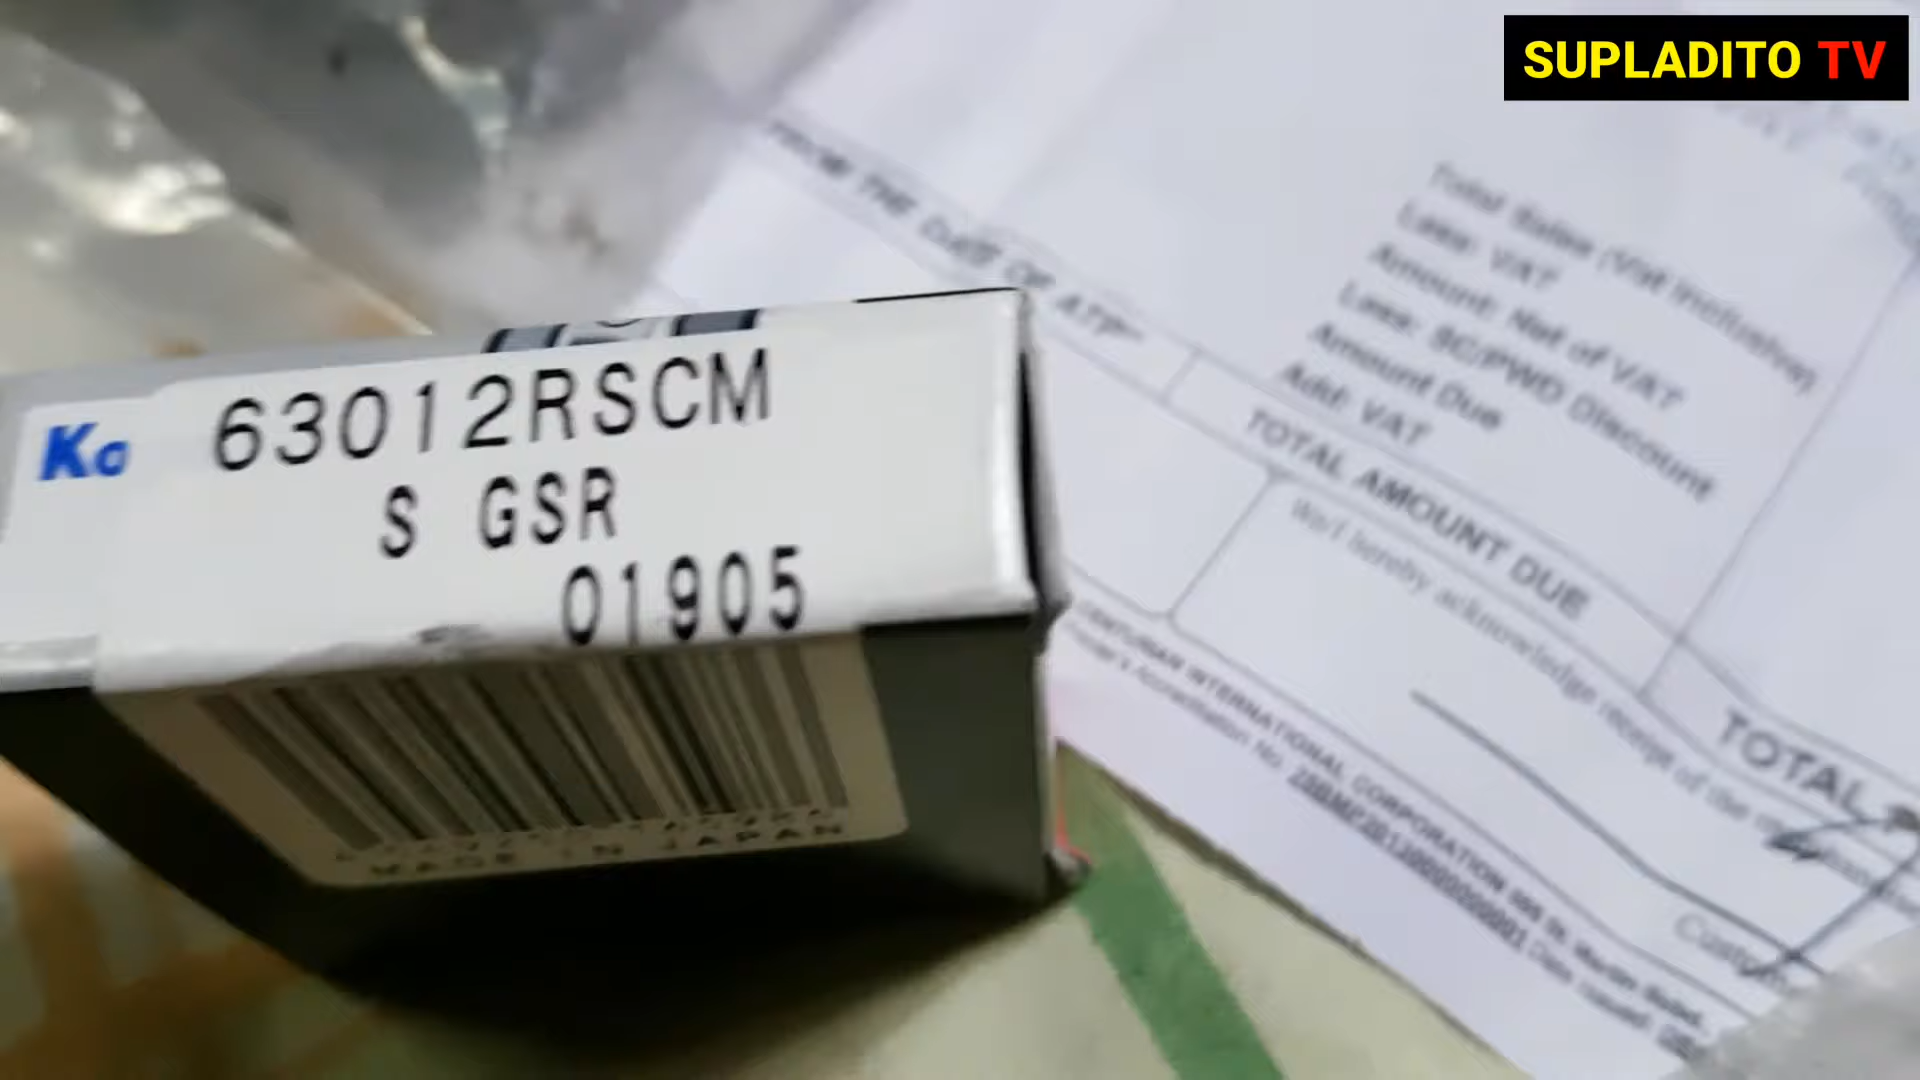 SUPLADITO TV
Ko
63012RSCM
S GSR
01905
MADE IN JAPAN
FROM THE DATE OF ATP"
Total Sales (Vat Inclusive)
Less: VAT
Amount: Net of VAT
Less: SC/PWD Discount
Amount Due
Add: VAT
TOTAL AMOUNT DUE
We/I hereby acknowledge receipt of the
TOTAL
INTERNATIONAL CORPORATION